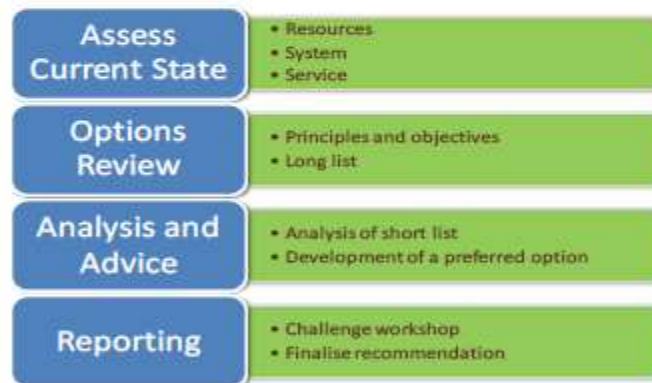 Assess
Current State
• Resources
• System
• Service
Options
Review
• Principles and objectives
• Long list
Analysis and
Advice
• Analysis of short list
• Development of a preferred option
Reporting
• Challenge workshop
• Finalise recommendation